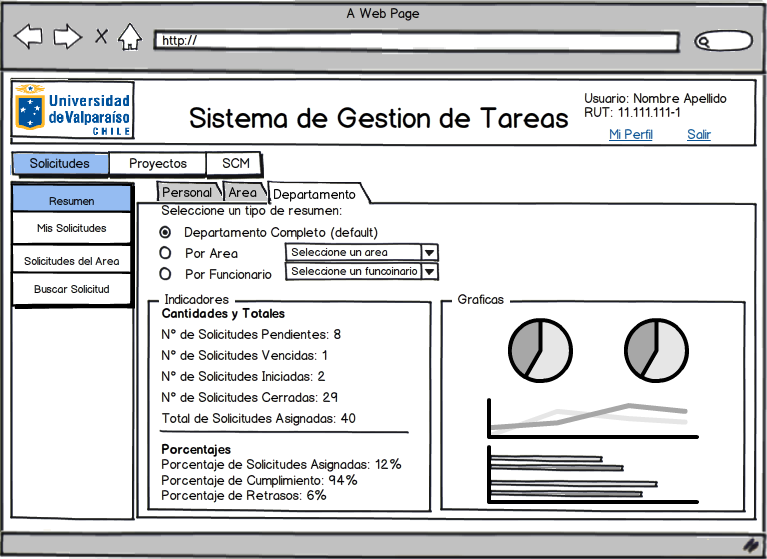 A Web Page
http://
Universidad
de Valparaíso
CHILE
Sistema de Gestion de Tareas
Usuario: Nombre Apellido
RUT: 11.111.111-1
Mi Perfil Salir
Solicitudes Proyectos SCM
Resumen
Mis Solicitudes
Solicitudes del Area
Buscar Solicitud
Personal Area Departamento
Seleccione un tipo de resumen:
Departamento Completo (default)
Por Area Seleccione un area
Por Funcionario Seleccione un funcoinario
Indicadores
Cantidades y Totales
N° de Solicitudes Pendientes: 8
N° de Solicitudes Vencidas: 1
N° de Solicitudes Iniciadas: 2
N° de Solicitudes Cerradas: 29
Total de Solicitudes Asignadas: 40
Porcentajes
Porcentaje de Solicitudes Asignadas: 12%
Porcentaje de Cumplimiento: 94%
Porcentaje de Retrasos: 6%
Graficas